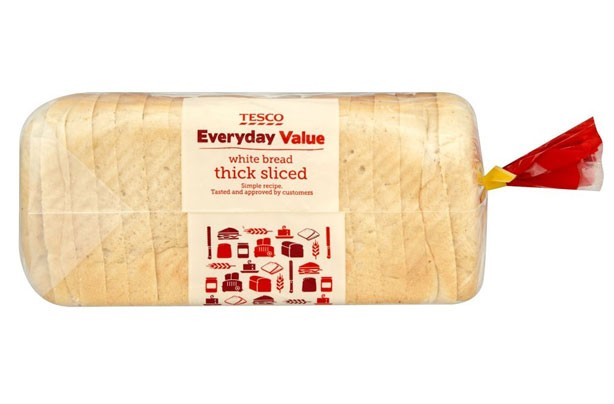 TESCO
Everyday Value
white bread
thick sliced
Simple recipe.
Tasted and approved by customers